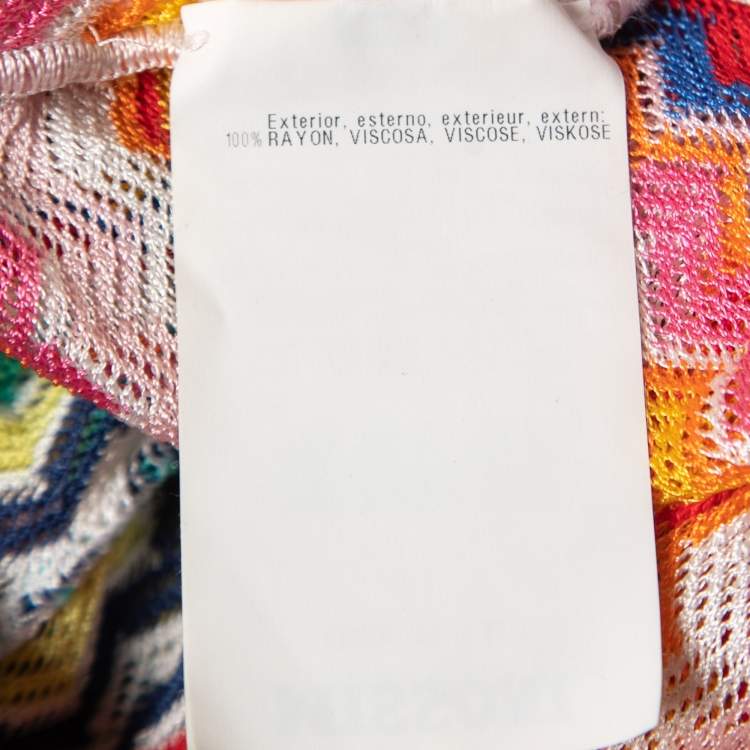 Exterior, esterno, exterieur, extern:
100% RAYON, VISCOSA, VISCOSE, VISKOSE